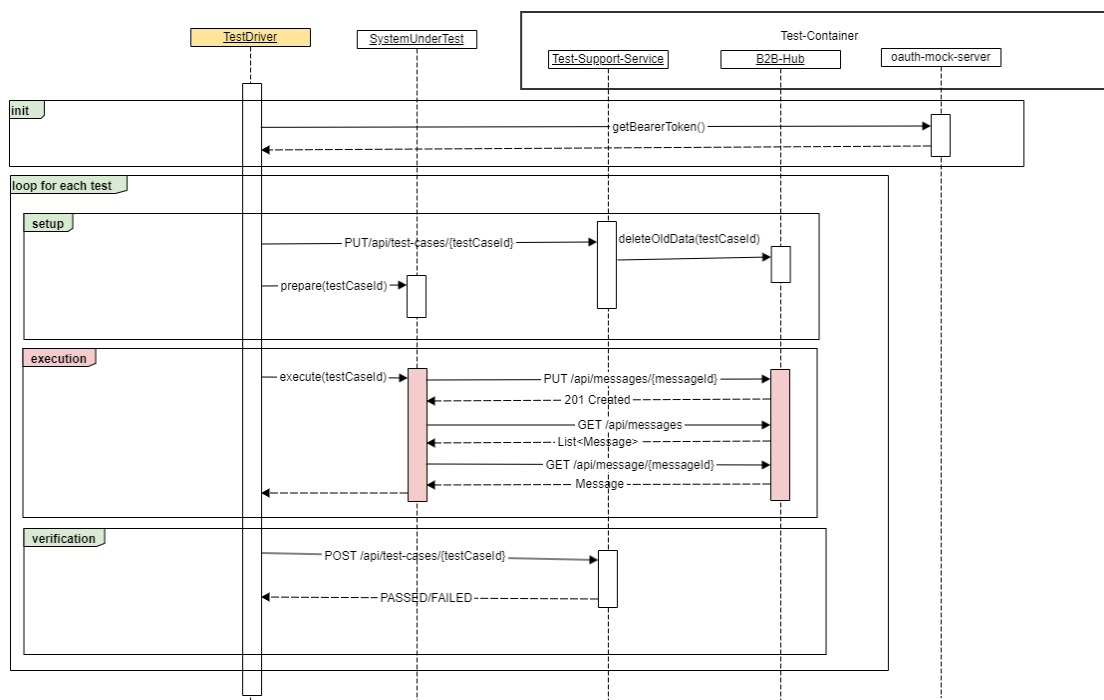 Test-Container
TestDriver
SystemUnderTest
Test-Support-Service
B2B-Hub
oauth-mock-server
init
getBearerToken()
loop for each test
setup
PUT/api/test-cases/{testCaseId}
deleteOldData(testCaseId)
prepare(testCaseId)
execution
execute(testCaseId)
PUT /api/messages/{messageId}
201 Created
GET /api/messages
List<Message>
GET /api/message/{messageId}
Message
verification
POST /api/test-cases/{testCaseId}
PASSED/FAILED